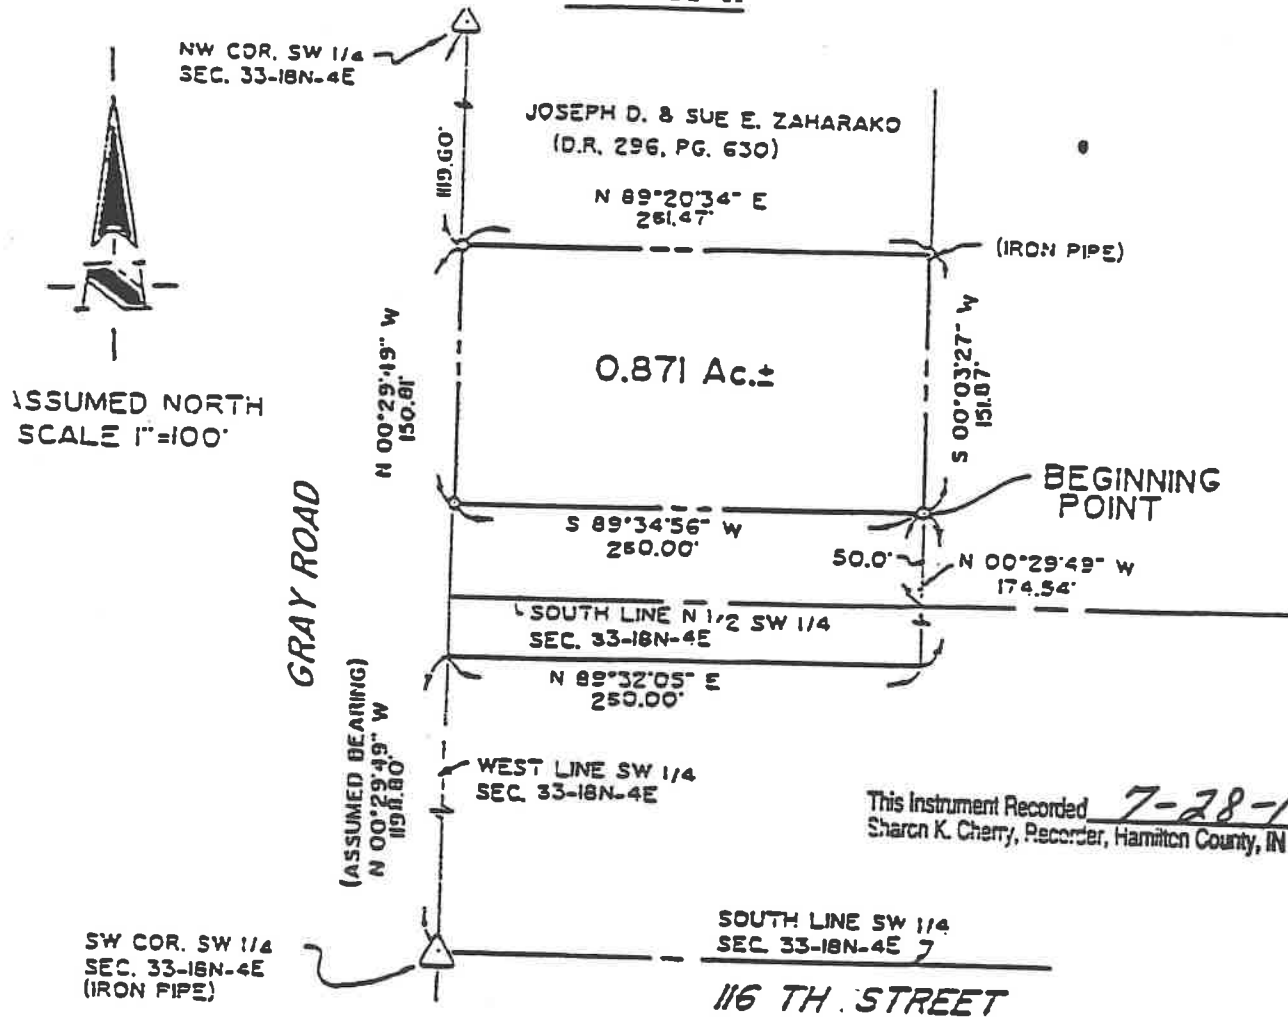 NW COR. SW 1/4
SEC. 33-18N-4E
JOSEPH D. & SUE E. ZAHARAKO
(D.R. 296, PG. 630)
1119.60'
N 89°20'34" E
251.47'
(IRON PIPE)
N 00°29'49" W
150.81'
0.871 Ac.±
S 00°03'27" W
151.87'
ASSUMED NORTH
SCALE 1"=100'
BEGINNING
POINT
S 89°34'56" W
250.00'
50.0'
N 00°29'49" W
174.54'
GRAY ROAD
SOUTH LINE N 1/2 SW 1/4
SEC. 33-18N-4E
N 89°32'05" E
250.00'
(ASSUMED BEARING)
N 00°29'49" W
1198.80'
WEST LINE SW 1/4
SEC. 33-18N-4E
This Instrument Recorded 7-28-1
Sharon K. Cherry, Recorder, Hamilton County, IN
SW COR. SW 1/4
SEC. 33-18N-4E
(IRON PIPE)
SOUTH LINE SW 1/4
SEC. 33-18N-4E
116 TH. STREET